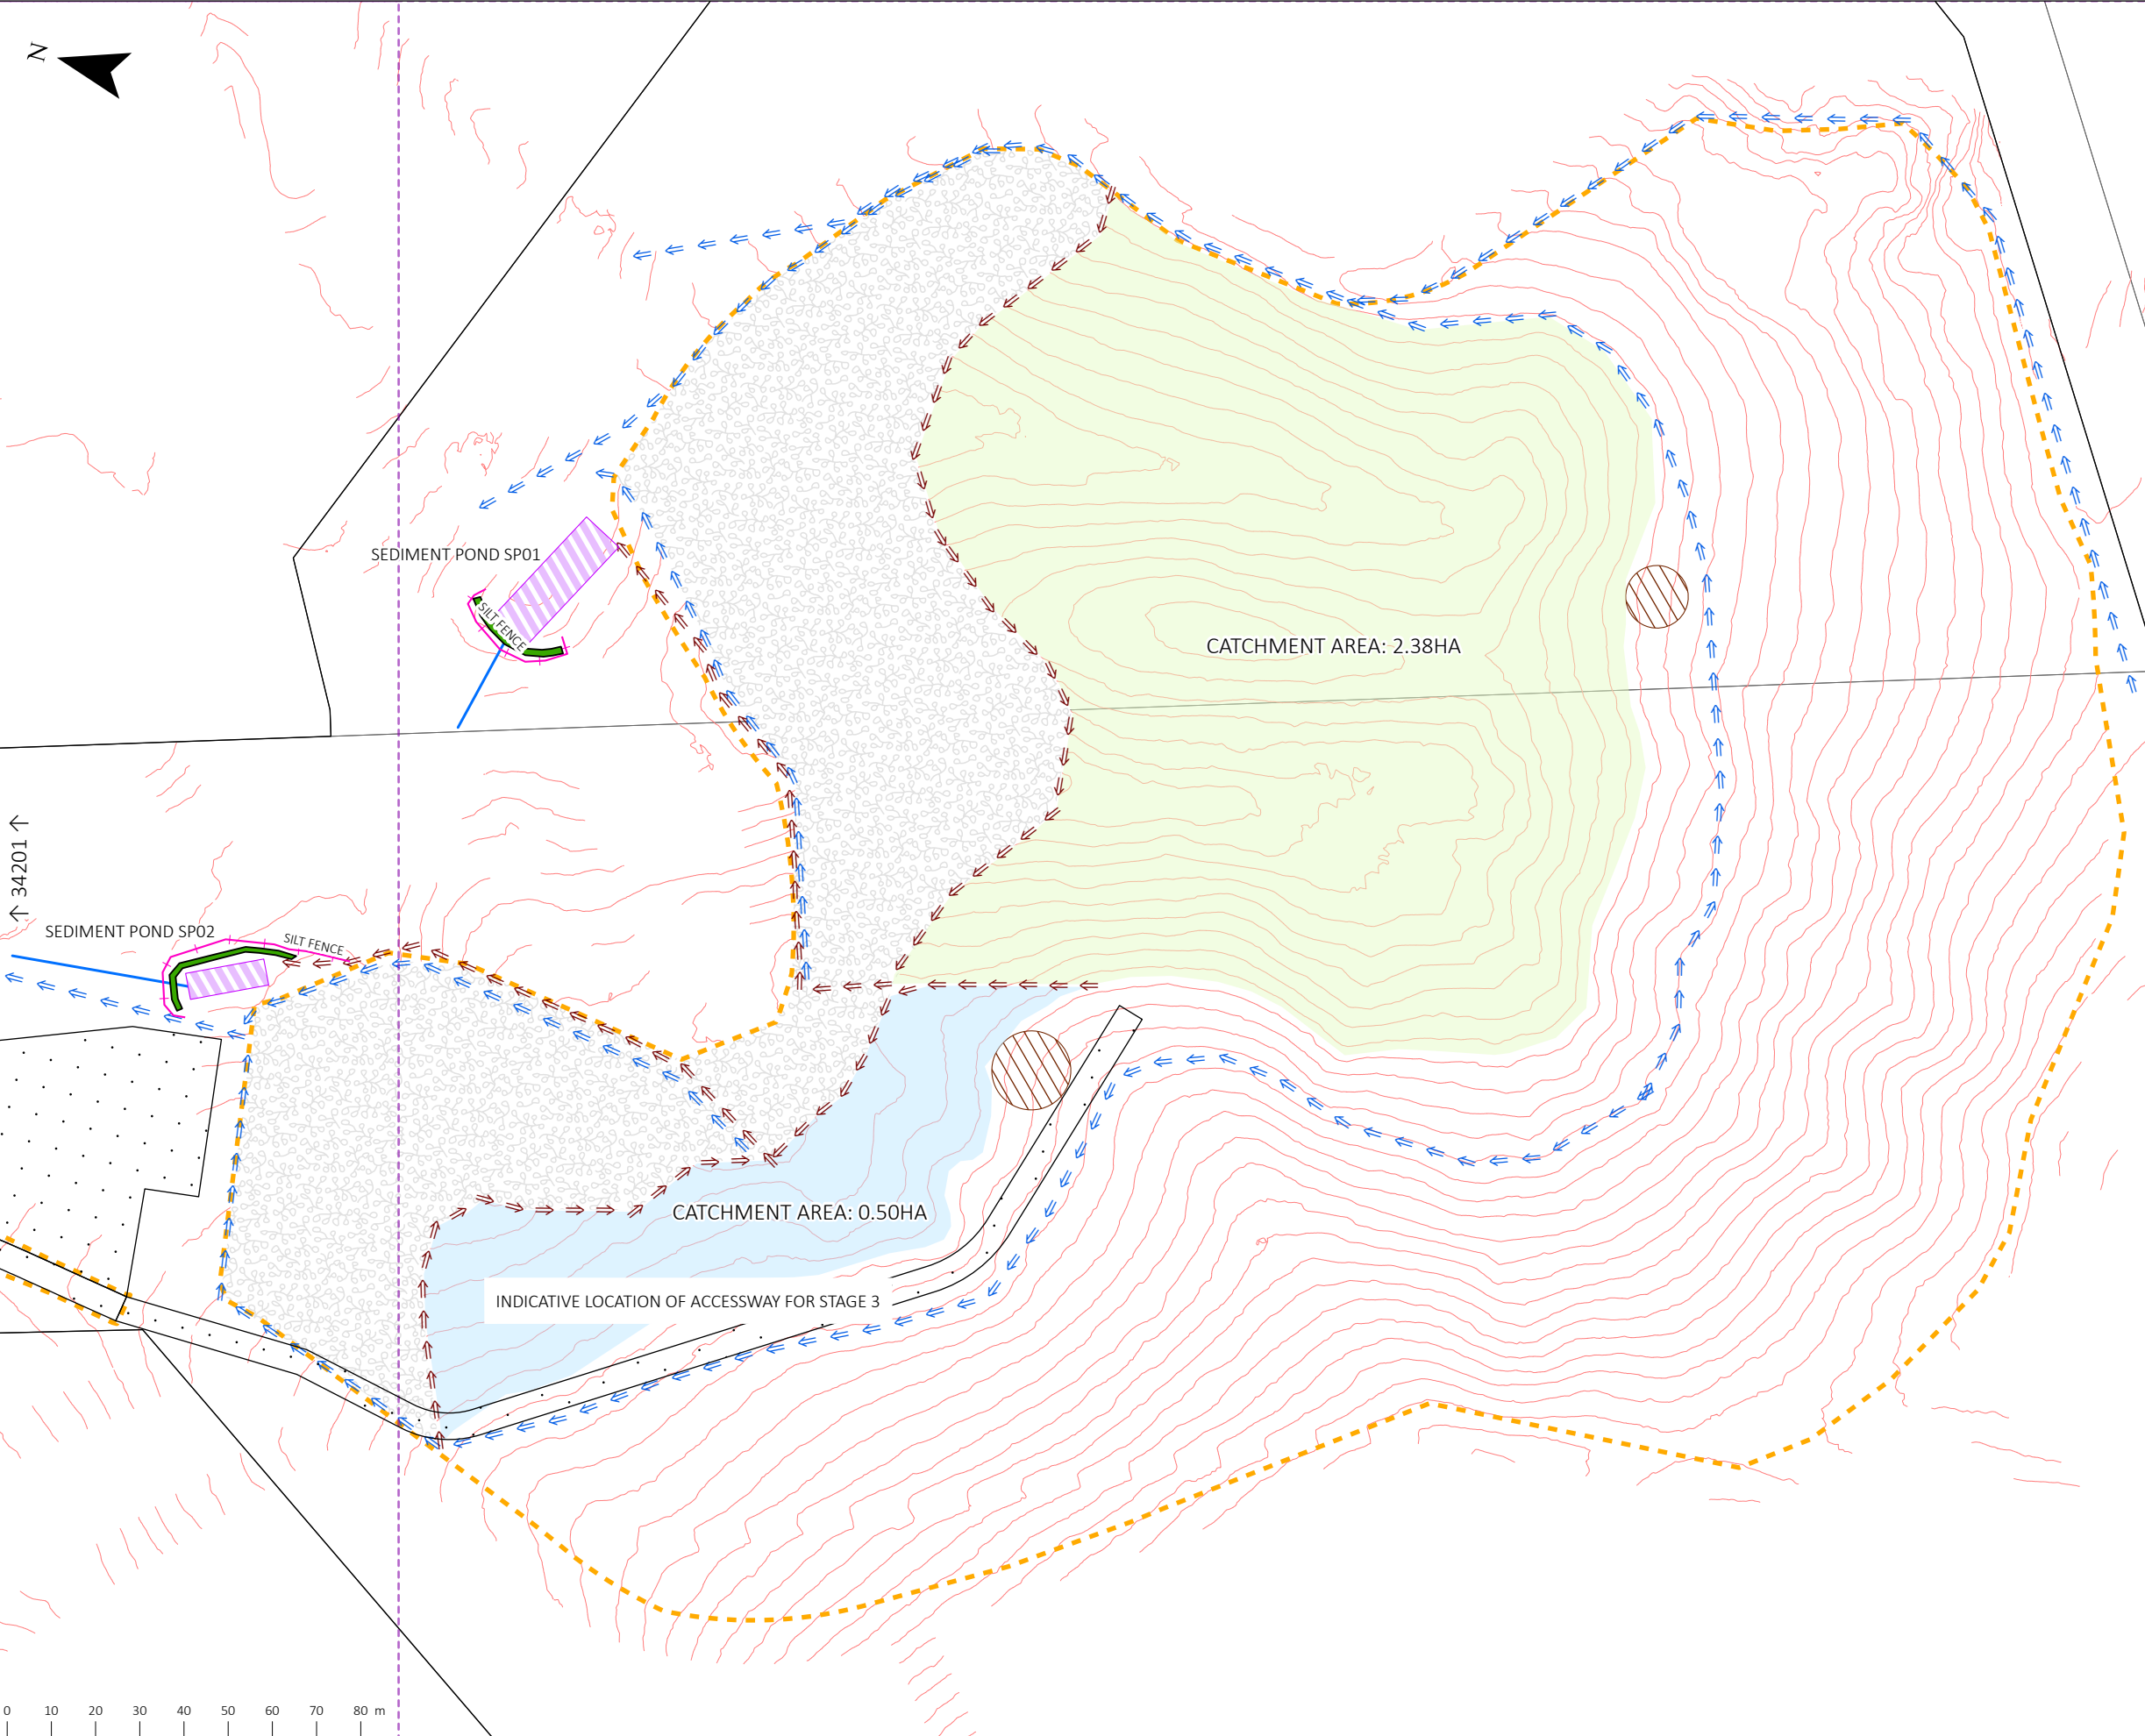 N
SEDIMENT POND SP01
SILT FENCE
CATCHMENT AREA: 2.38HA
← 34201 →
SEDIMENT POND SP02
SILT FENCE
CATCHMENT AREA: 0.50HA
INDICATIVE LOCATION OF ACCESSWAY FOR STAGE 3
0 10 20 30 40 50 60 70 80 m